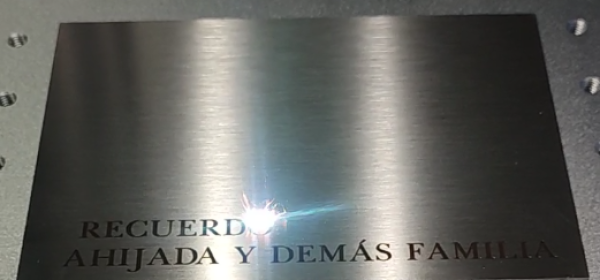 RECUERD
AHIJADA Y DEMÁS FAMILIA